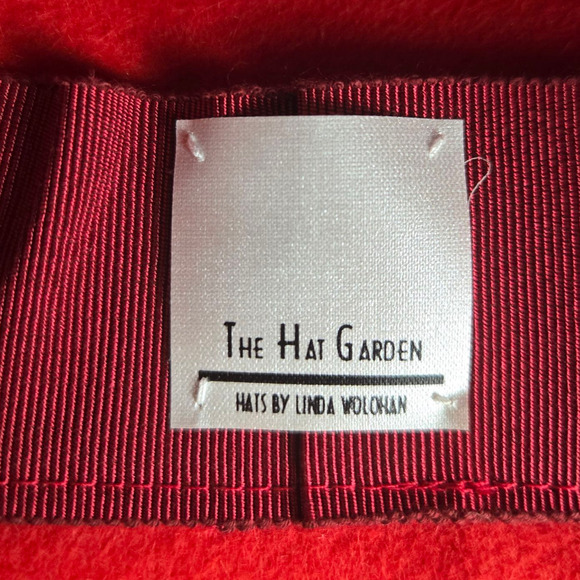 The Hat Garden
HATS BY LINDA WOLOHAN